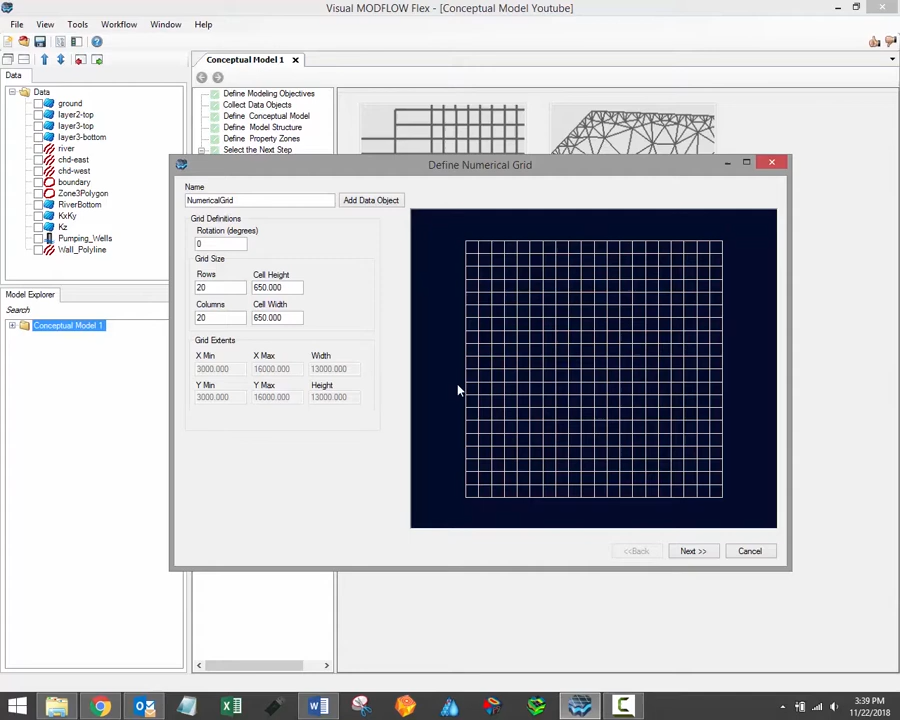 Visual MODFLOW Flex - [Conceptual Model Youtube]
File View Tools Workflow Window Help
Data
Conceptual Model 1
Data
ground
layer2-top
layer3-top
layer3-bottom
river
chd-east
chd-west
boundary
Zone3Polygon
RiverBottom
KxKy
Kz
Pumping_Wells
Wall_Polyline
Model Explorer
Search
Conceptual Model 1
Define Modeling Objectives
Collect Data Objects
Define Conceptual Model
Define Model Structure
Define Property Zones
Select the Next Step
Define Numerical Grid
Name
NumericalGrid
Add Data Object
Grid Definitions
Rotation (degrees)
0
Grid Size
Rows Cell Height
20 650.000
Columns Cell Width
20 650.000
Grid Extents
X Min X Max Width
3000.000 16000.000 13000.000
Y Min Y Max Height
3000.000 16000.000 13000.000
<<Back Next >> Cancel
3:39 PM
11/22/2018